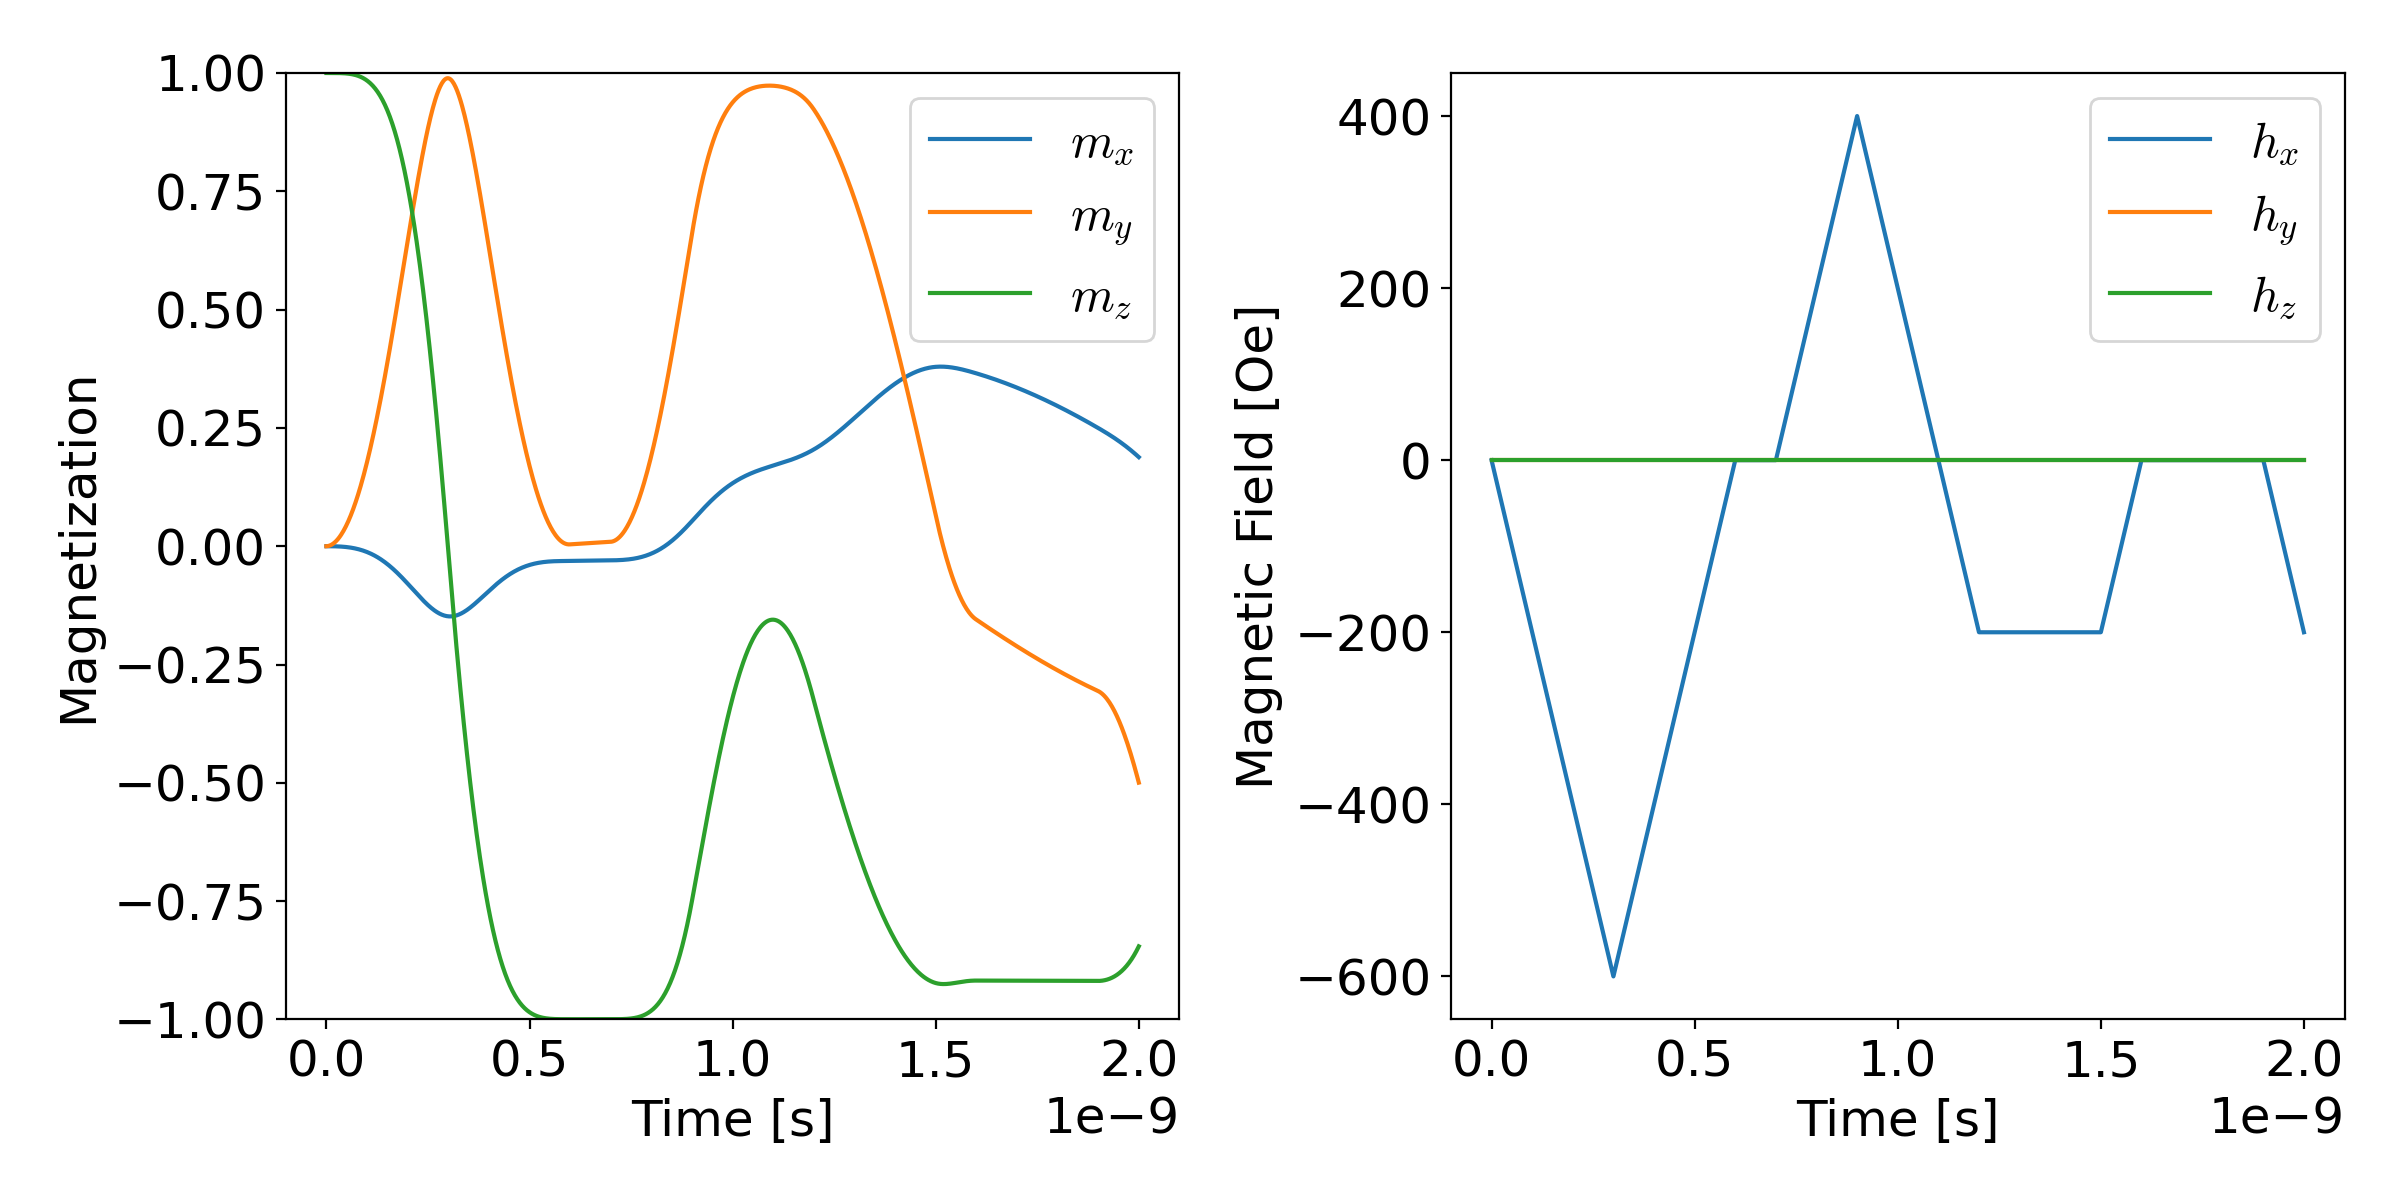 Magnetization
1.00
0.75
0.50
0.25
0.00
−0.25
−0.50
−0.75
−1.00
0.0 0.5 1.0 1.5 2.0
Time [s]
1e−9
m_x
m_y
m_z
Magnetic Field [Oe]
400
200
0
−200
−400
−600
0.0 0.5 1.0 1.5 2.0
Time [s]
1e−9
h_x
h_y
h_z